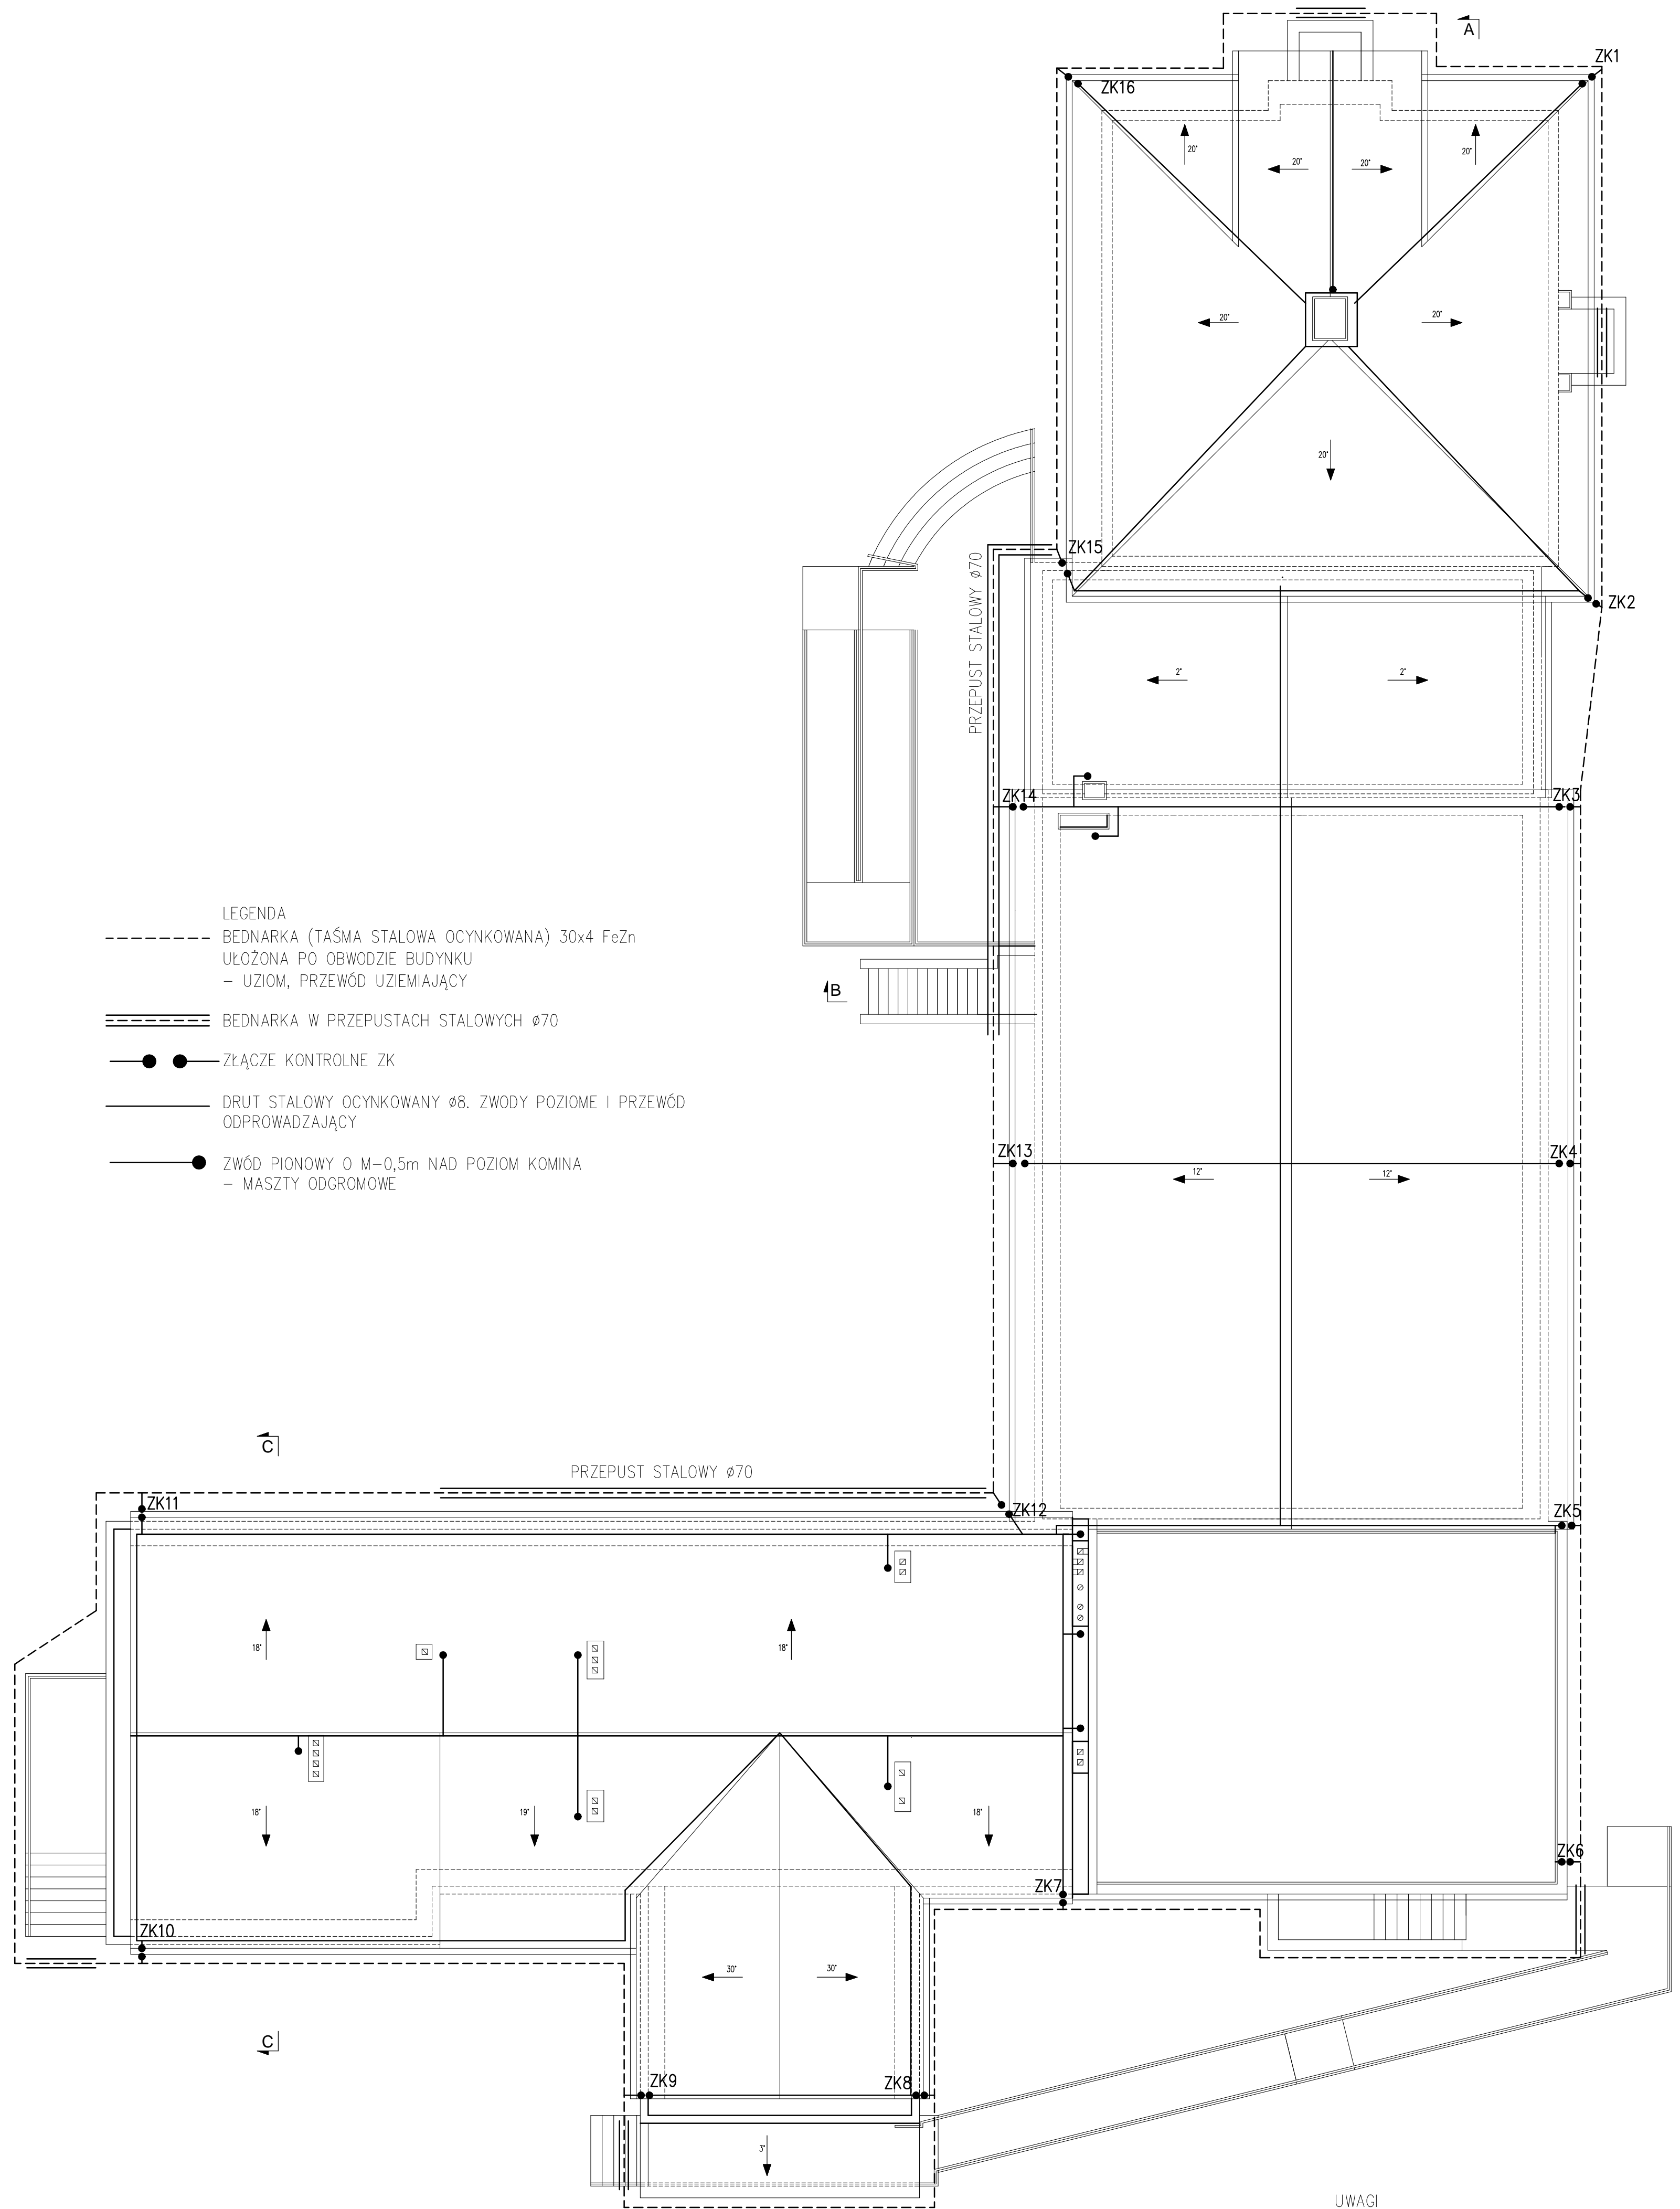 A
ZK1
ZK16
20°
20°
20°
20°
20°
20°
20°
ZK15
PRZEPUST STALOWY ø70
ZK2
2°
2°
ZK14
ZK3
LEGENDA
BEDNARKA (TAŚMA STALOWA OCYNKOWANA) 30x4 FeZn
UŁOŻONA PO OBWODZIE BUDYNKU
– UZIOM, PRZEWÓD UZIEMIAJĄCY
BEDNARKA W PRZEPUSTACH STALOWYCH ø70
ZŁĄCZE KONTROLNE ZK
DRUT STALOWY OCYNKOWANY ø8. ZWODY POZIOME I PRZEWÓD
ODPROWADZAJĄCY
ZWÓD PIONOWY O M–0,5m NAD POZIOM KOMINA
– MASZTY ODGROMOWE
B
ZK13
ZK4
12°
12°
C
PRZEPUST STALOWY ø70
ZK11
ZK12
ZK5
18°
18°
18°
19°
18°
ZK6
ZK7
ZK10
30°
30°
C
ZK9
ZK8
3°
UWAGI